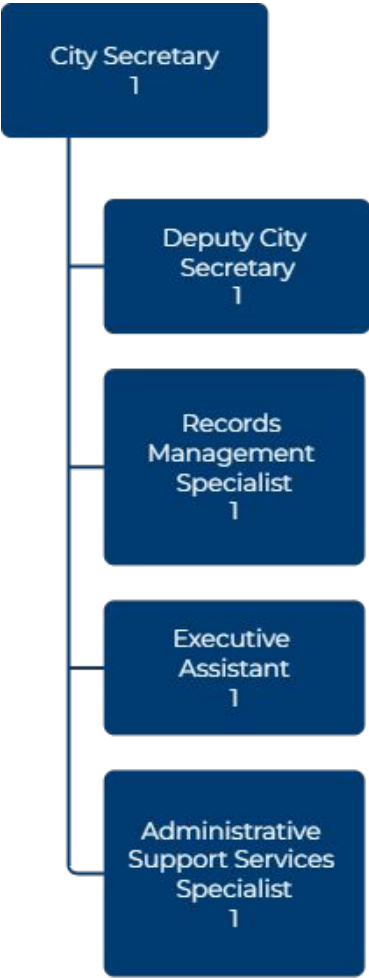 City Secretary
1
Deputy City
Secretary
1
Records
Management
Specialist
1
Executive
Assistant
1
Administrative
Support Services
Specialist
1